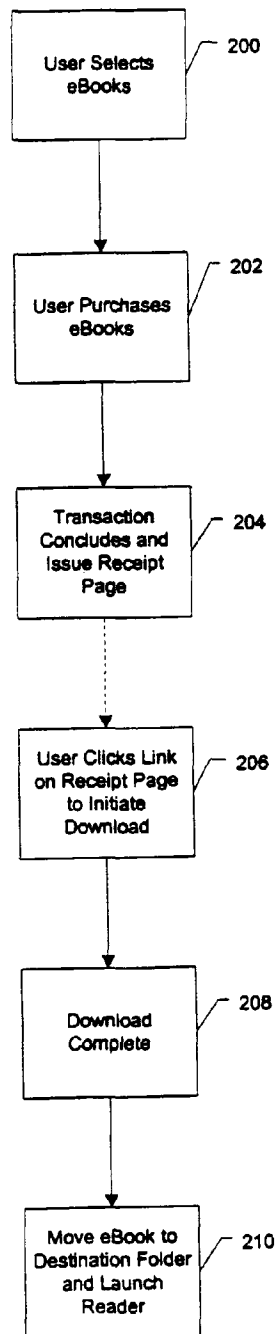 User Selects
eBooks
200
User Purchases
eBooks
202
Transaction
Concludes and
Issue Receipt
Page
204
User Clicks Link
on Receipt Page
to Initiate
Download
206
Download
Complete
208
Move eBook to
Destination Folder
and Launch
Reader
210